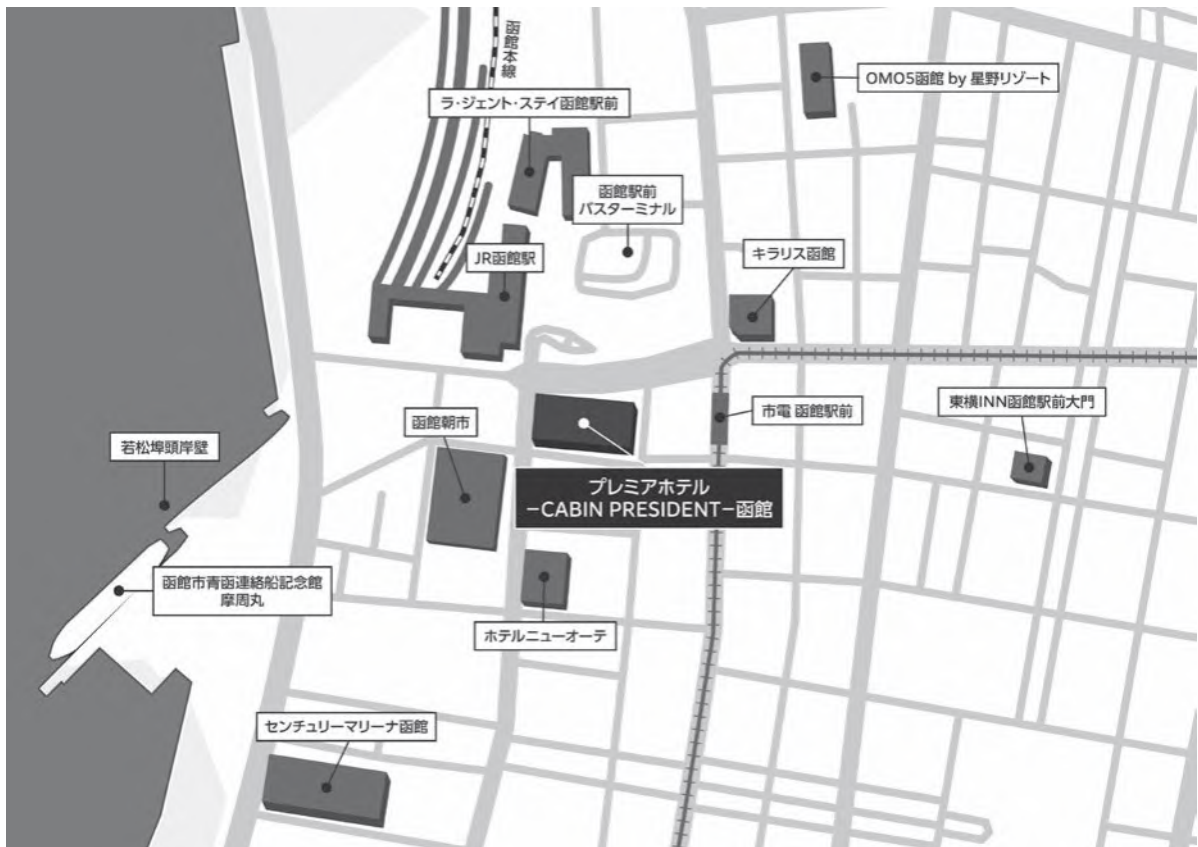 函館本線
OMO5函館 by 星野リゾート
ラ・ジェント・ステイ函館駅前
函館駅前
バスターミナル
キラリス函館
JR函館駅
東横INN函館駅前大門
市電 函館駅前
函館朝市
若松埠頭岸壁
プレミアホテル
−CABIN PRESIDENT−函館
函館市青函連絡船記念館
摩周丸
ホテルニューオーテ
センチュリーマリーナ函館